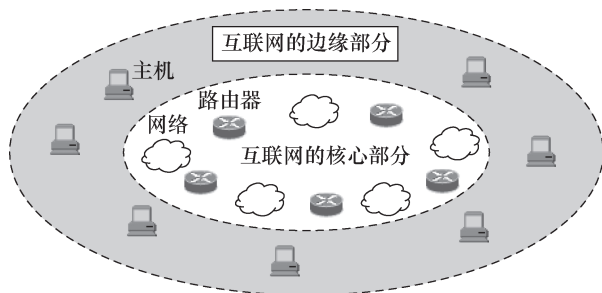 互联网的边缘部分
主机
路由器
网络
互联网的核心部分